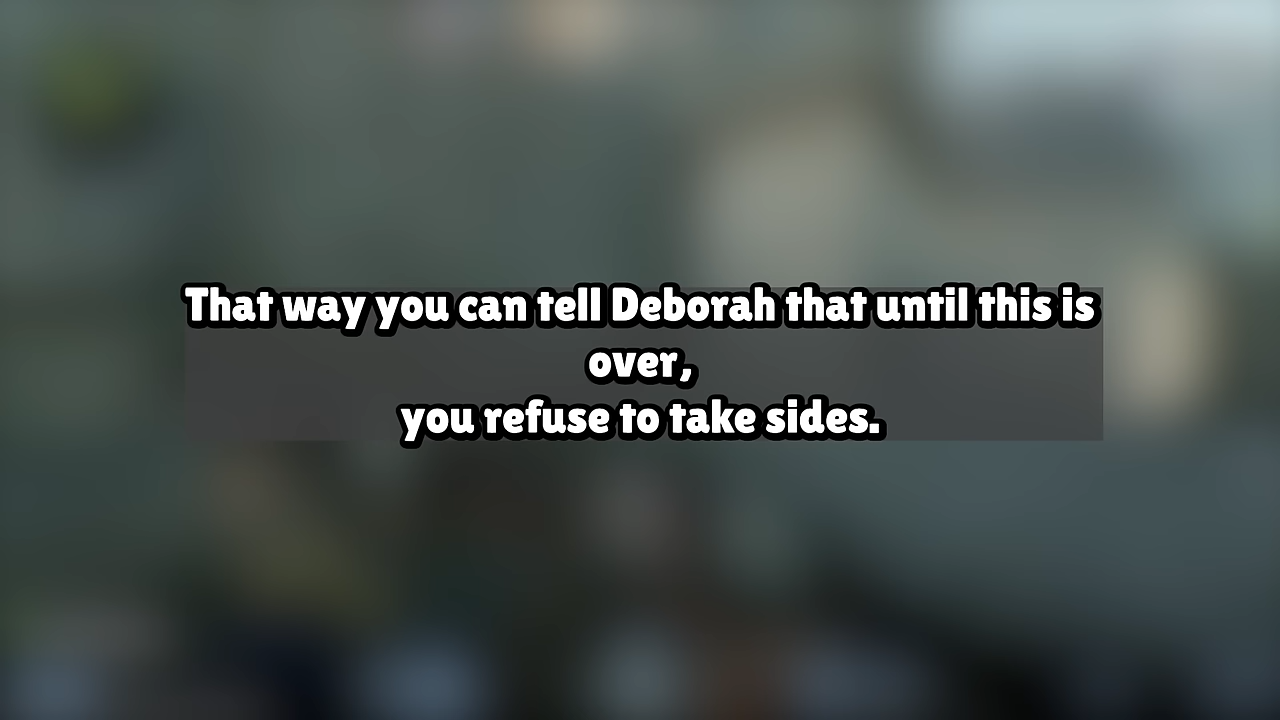 That way you can tell Deborah that until this is
over,
you refuse to take sides.